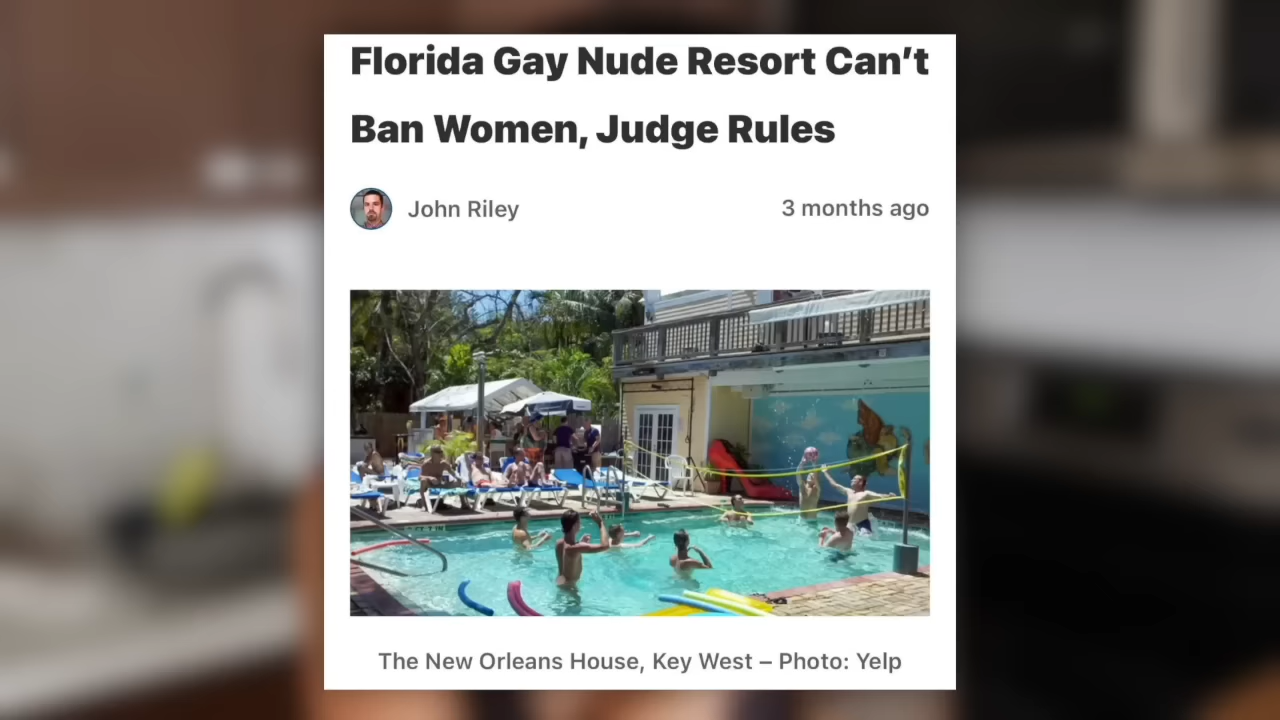 Florida Gay Nude Resort Can’t
Ban Women, Judge Rules
John Riley
3 months ago
The New Orleans House, Key West – Photo: Yelp